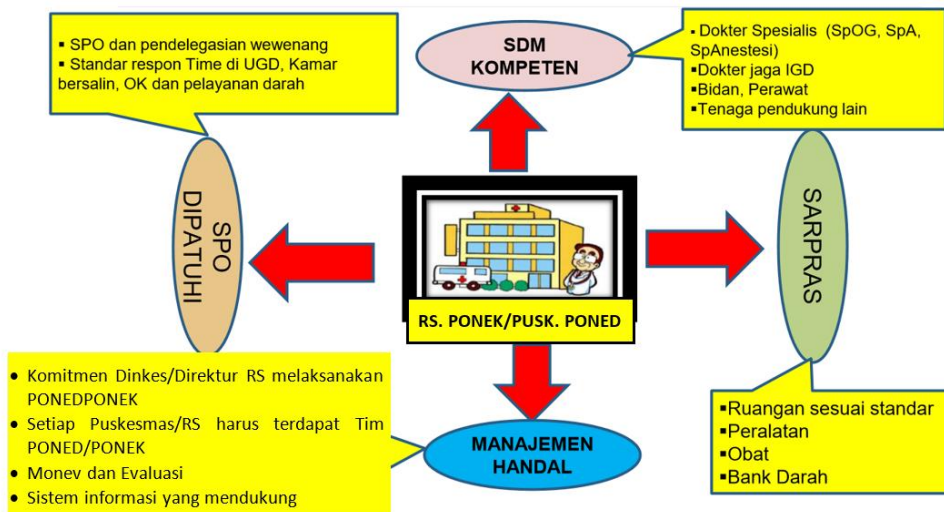 ▪ SPO dan pendelegasian wewenang
▪ Standar respon Time di UGD, Kamar
bersalin, OK dan pelayanan darah
SDM
KOMPETEN
▪ Dokter Spesialis (SpOG, SpA,
SpAnestesi)
▪Dokter jaga IGD
▪Bidan, Perawat
▪Tenaga pendukung lain
SPO
DIPATUHI
RS. PONEK/PUSK. PONED
SARPRAS
• Komitmen Dinkes/Direktur RS melaksanakan
PONEDPONEK
• Setiap Puskesmas/RS harus terdapat Tim
PONED/PONEK
• Monev dan Evaluasi
• Sistem informasi yang mendukung
MANAJEMEN
HANDAL
▪Ruangan sesuai standar
▪Peralatan
▪Obat
▪Bank Darah